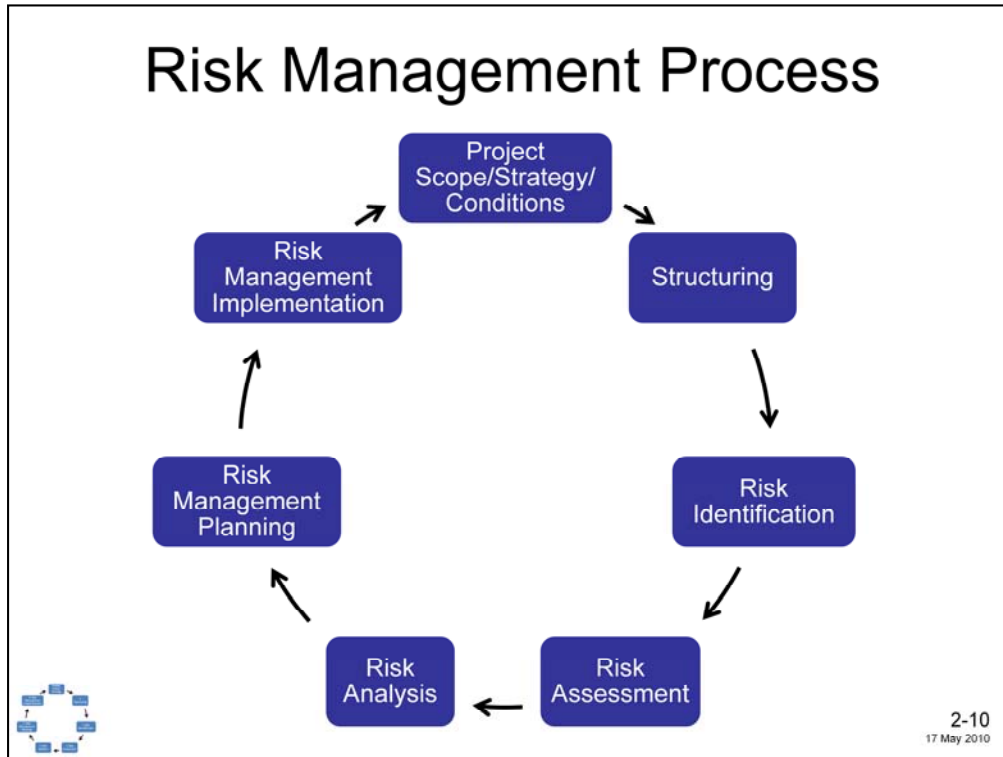 Risk Management Process
Project
Scope/Strategy/
Conditions
Structuring
Risk
Identification
Risk
Assessment
Risk
Analysis
Risk
Management
Planning
Risk
Management
Implementation
2-10
17 May 2010